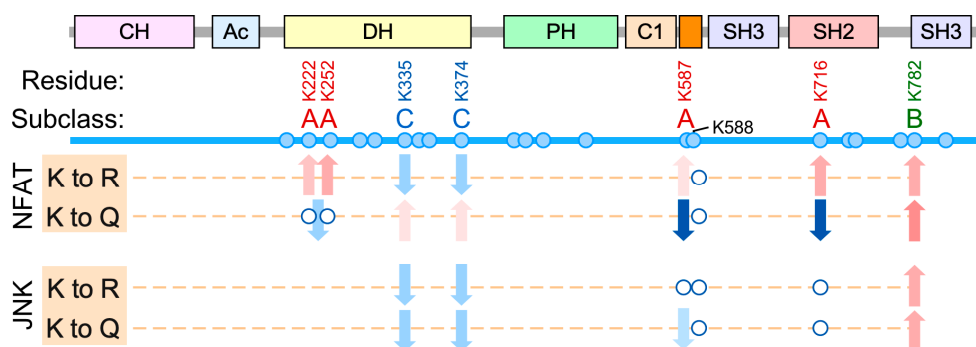 CH Ac DH PH C1 SH3 SH2 SH3
Residue: K222 K252 K335 K374 K587 K716 K782
Subclass: A A C C A A B
K588
NFAT
K to R
K to Q
JNK
K to R
K to Q